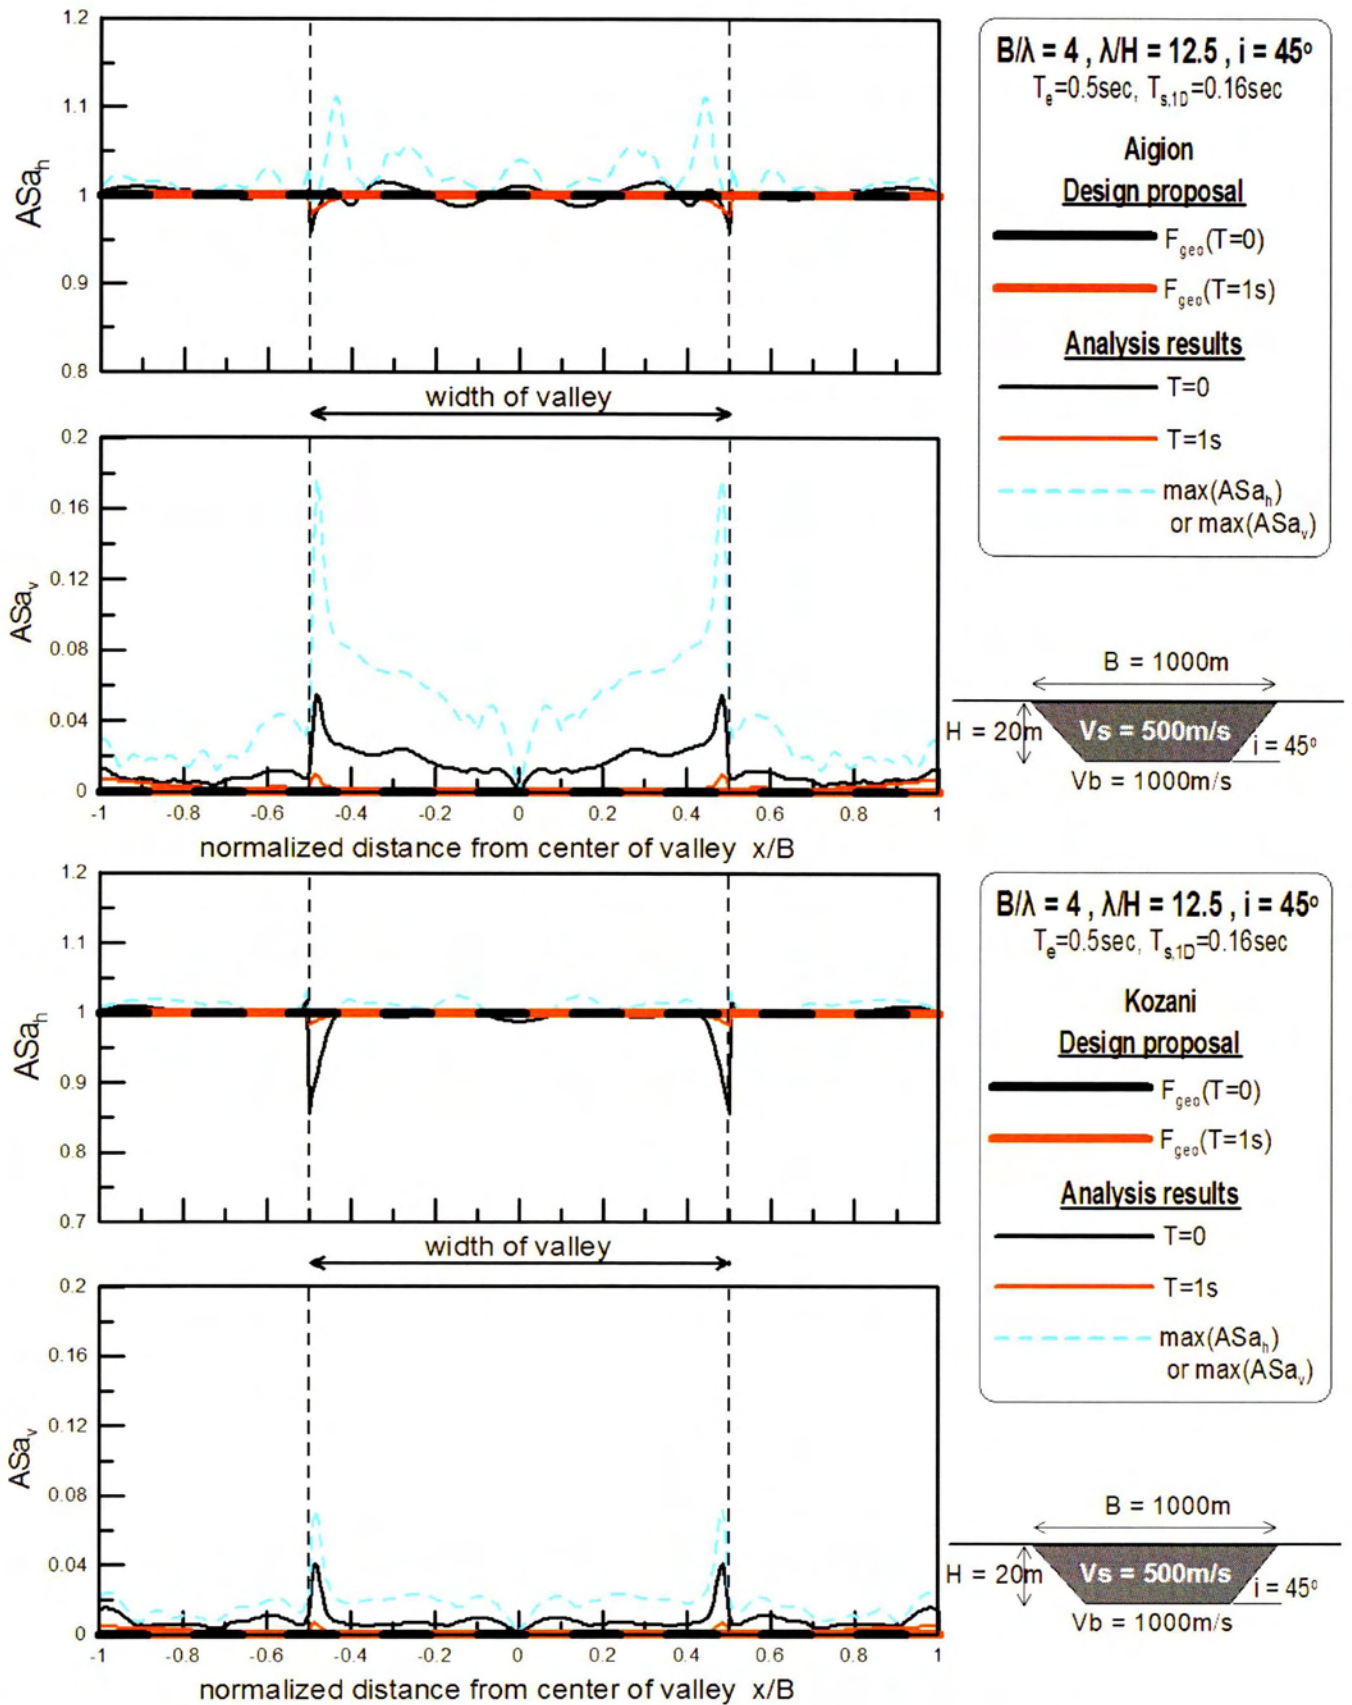 1.2
1.1
1
0.9
0.8
ASa_h
width of valley
0.2
0.16
0.12
0.08
0.04
0
ASa_v
-1 -0.8 -0.6 -0.4 -0.2 0 0.2 0.4 0.6 0.8 1
normalized distance from center of valley x/B
B/λ = 4 , λ/H = 12.5 , i = 45°
T_e=0.5sec, T_s,1D=0.16sec
Aigion
Design proposal
F_geo(T=0)
F_geo(T=1s)
Analysis results
T=0
T=1s
max(ASa_h)
or max(ASa_v)
B = 1000m
H = 20m
Vs = 500m/s
i = 45°
Vb = 1000m/s
1.2
1.1
1
0.9
0.8
0.7
ASa_h
width of valley
0.2
0.16
0.12
0.08
0.04
0
ASa_v
-1 -0.8 -0.6 -0.4 -0.2 0 0.2 0.4 0.6 0.8 1
normalized distance from center of valley x/B
B/λ = 4 , λ/H = 12.5 , i = 45°
T_e=0.5sec, T_s,1D=0.16sec
Kozani
Design proposal
F_geo(T=0)
F_geo(T=1s)
Analysis results
T=0
T=1s
max(ASa_h)
or max(ASa_v)
B = 1000m
H = 20m
Vs = 500m/s
i = 45°
Vb = 1000m/s